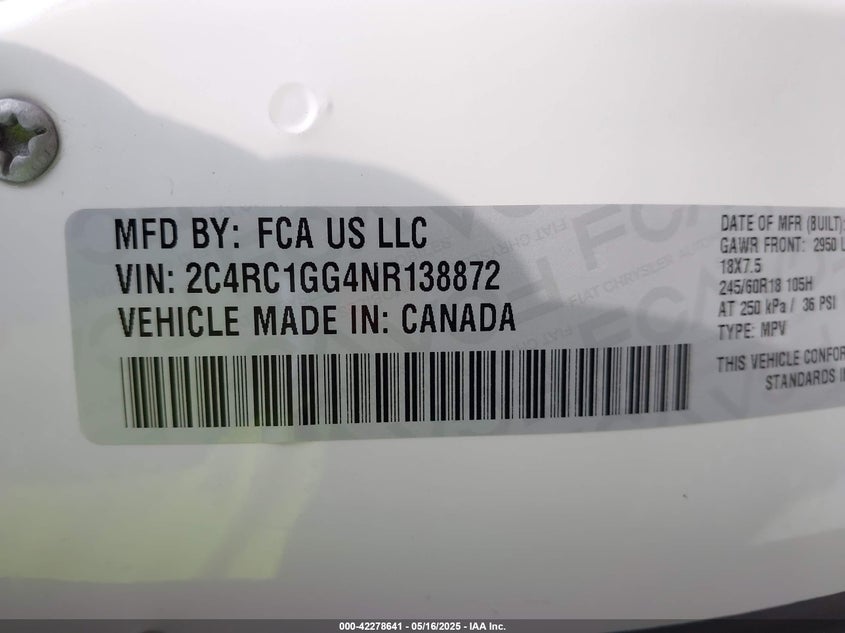 MFD BY: FCA US LLC
VIN: 2C4RC1GG4NR138872
VEHICLE MADE IN: CANADA
DATE OF MFR (BUILT):
GAWR FRONT: 2950
18X7.5
245/60R18 105H
AT 250 kPa / 36 PSI
TYPE: MPV
THIS VEHICLE
STANDARDS
000-42278641 | 05/16/2025 - IAA Inc.